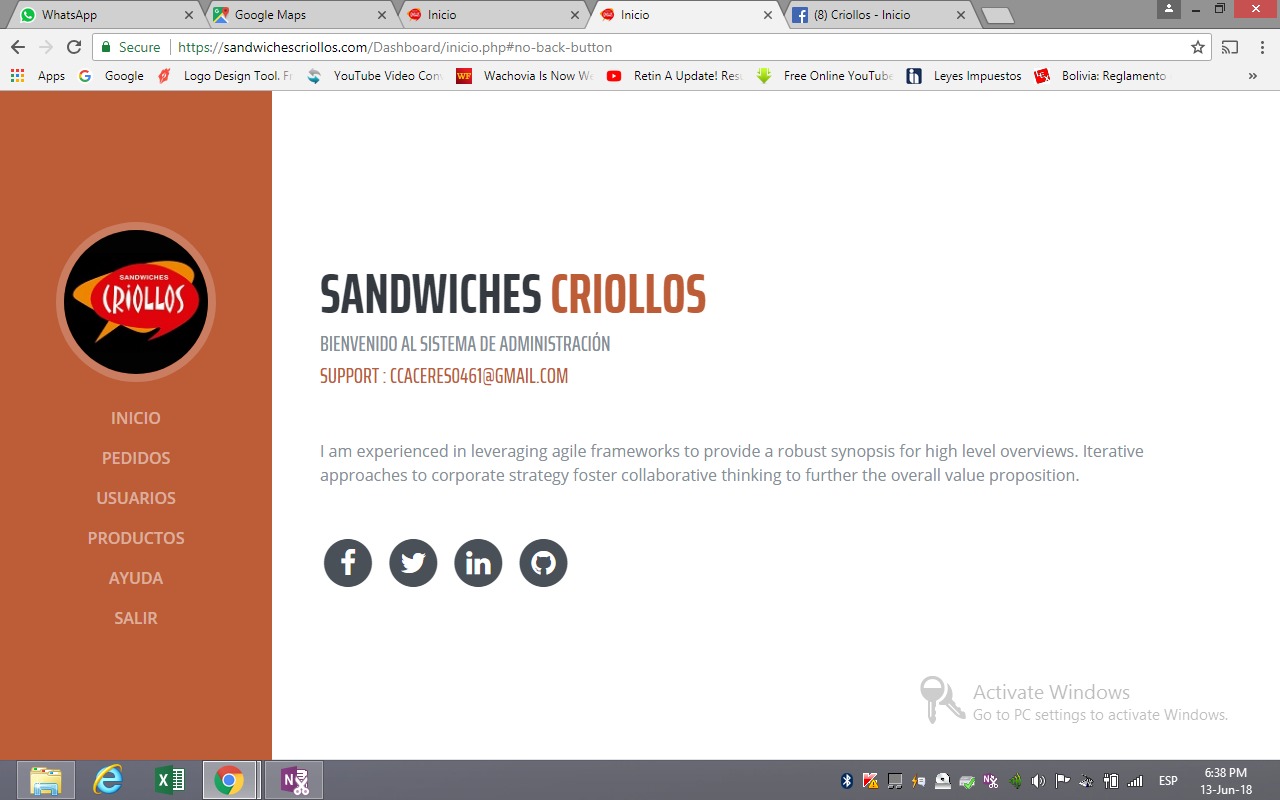 WhatsApp
Google Maps
Inicio
Inicio
(8) Criollos - Inicio
Secure
https://sandwichescriollos.com/Dashboard/inicio.php#no-back-button
Apps
Google
Logo Design Tool. Fr
YouTube Video Con
Wachovia Is Now We
Retin A Update! Resu
Free Online YouTube
Leyes Impuestos
Bolivia: Reglamento
SANDWICHES
CRIOLLOS
INICIO
PEDIDOS
USUARIOS
PRODUCTOS
AYUDA
SALIR
SANDWICHES CRIOLLOS
BIENVENIDO AL SISTEMA DE ADMINISTRACIÓN
SUPPORT : CCACERES0461@GMAIL.COM
I am experienced in leveraging agile frameworks to provide a robust synopsis for high level overviews. Iterative
approaches to corporate strategy foster collaborative thinking to further the overall value proposition.
Activate Windows
Go to PC settings to activate Windows.
ESP
6:38 PM
13-Jun-18